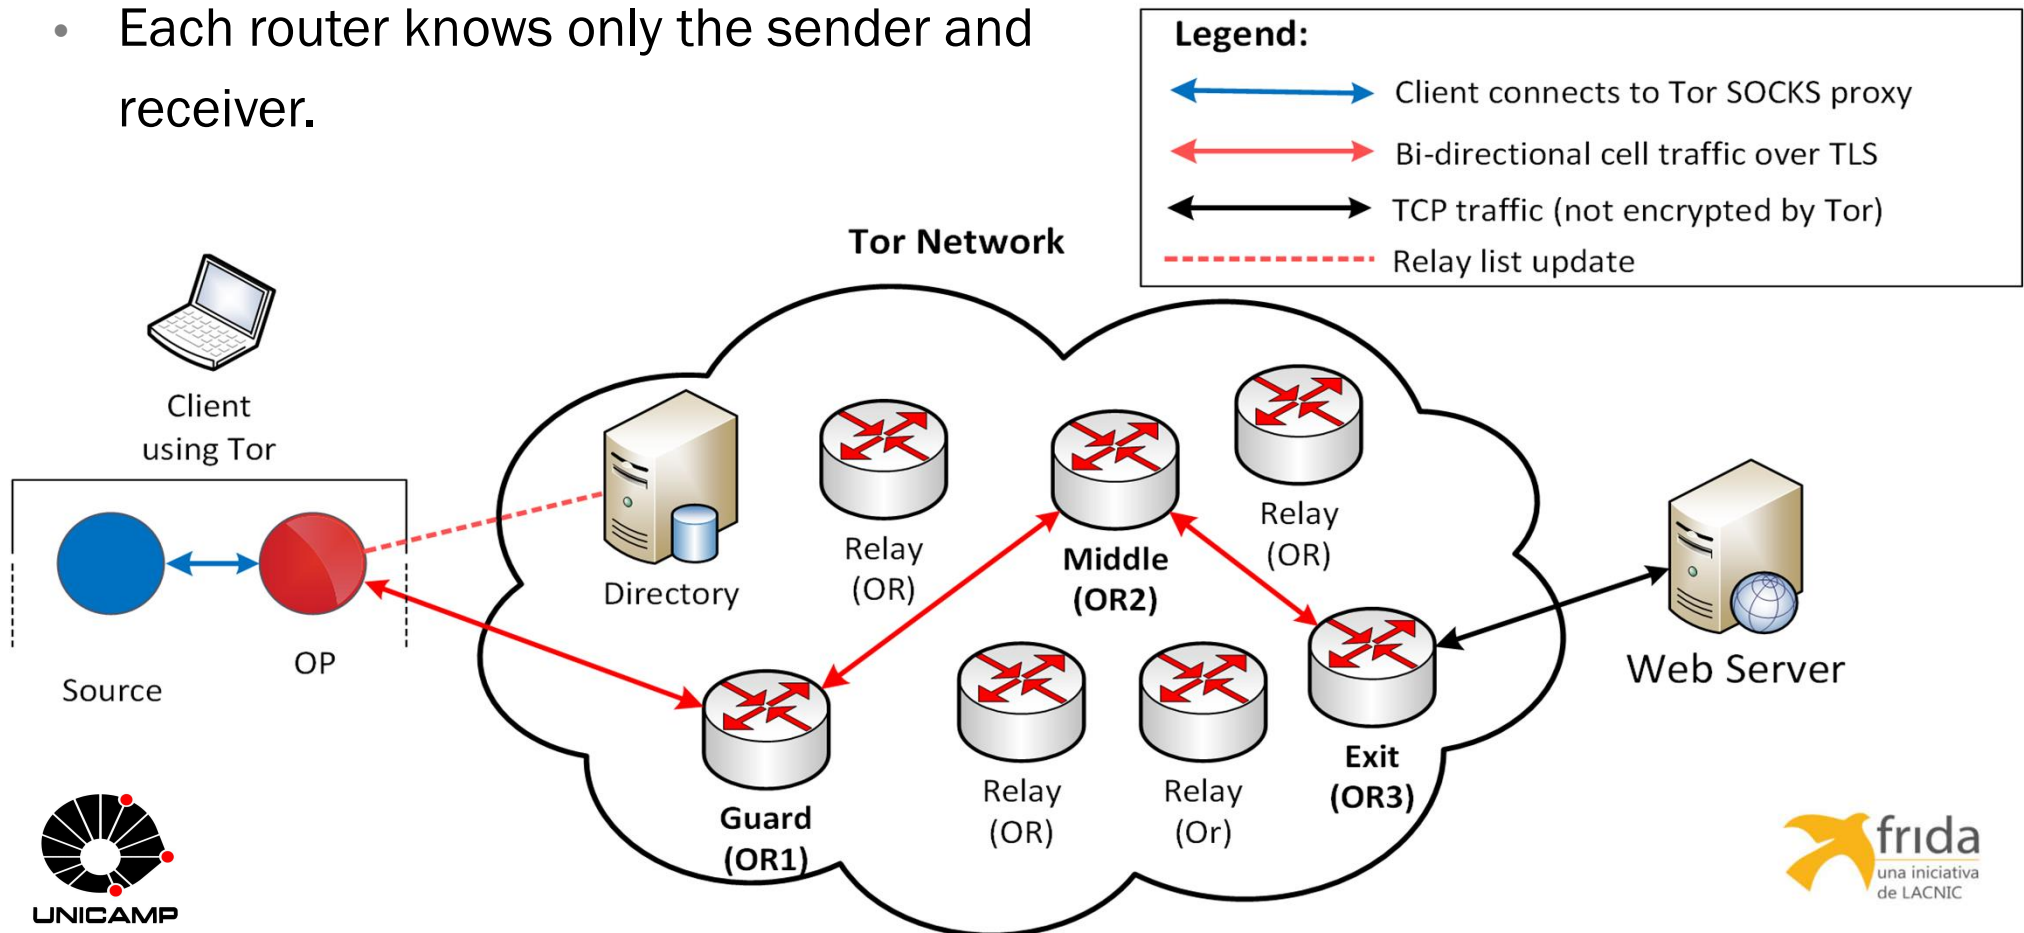 • Each router knows only the sender and
receiver.
Legend:
Client connects to Tor SOCKS proxy
Bi-directional cell traffic over TLS
TCP traffic (not encrypted by Tor)
Relay list update
Tor Network
Client
using Tor
Source
OP
Directory
Relay
(OR)
Middle
(OR2)
Relay
(OR)
Web Server
Guard
(OR1)
Relay
(OR)
Relay
(Or)
Exit
(OR3)
UNICAMP
frida
una iniciativa
de LACNIC